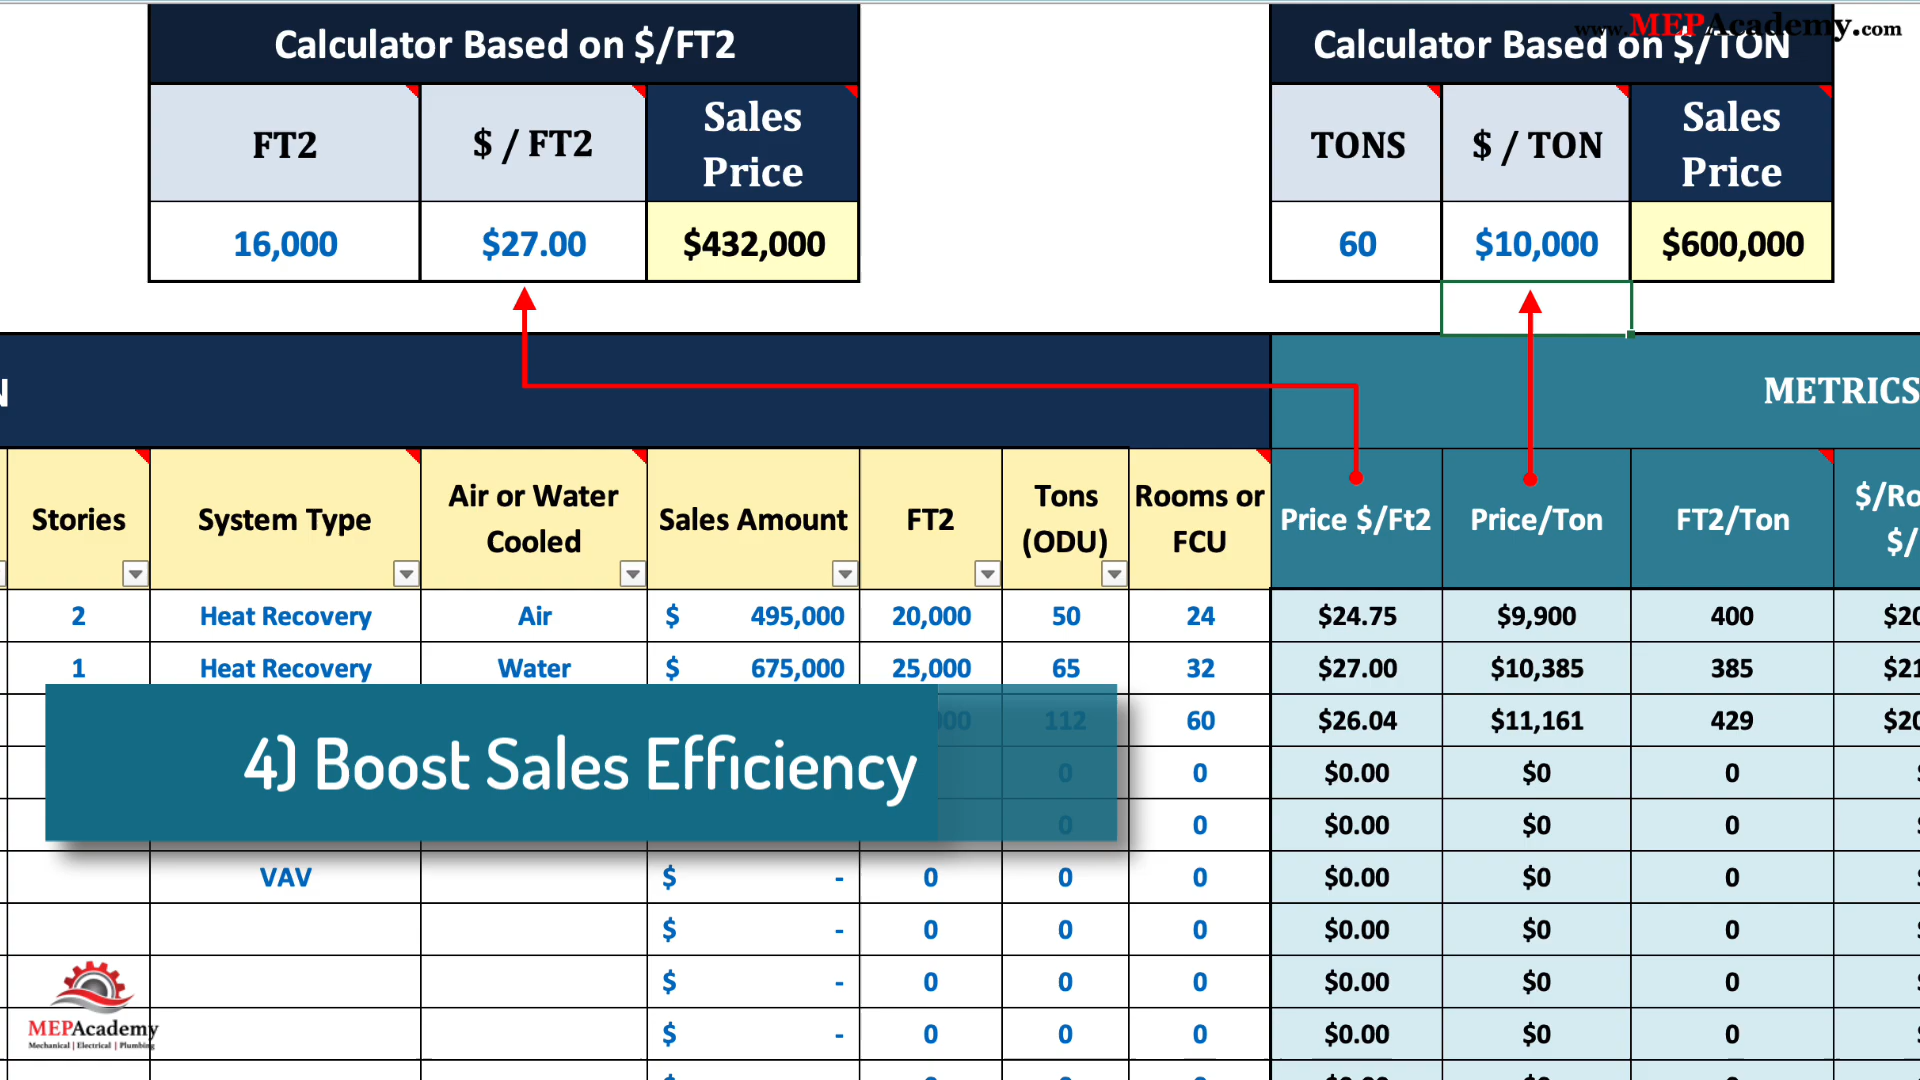 www.MEPAcademy.com
Calculator Based on $/FT2
Calculator Based on $/TON
FT2 $ / FT2 Sales Price
TONS $ / TON Sales Price
16,000 $27.00 $432,000
60 $10,000 $600,000
N
METRICS
Stories System Type Air or Water Cooled Sales Amount FT2 Tons (ODU) Rooms or FCU Price $/Ft2 Price/Ton FT2/Ton $/Ro $/
2 Heat Recovery Air $ 495,000 20,000 50 24 $24.75 $9,900 400 $20
1 Heat Recovery Water $ 675,000 25,000 65 32 $27.00 $10,385 385 $21
112 60 $26.04 $11,161 429 $20
0 0 $0.00 $0 0
4) Boost Sales Efficiency
0 0 $0.00 $0 0
VAV $ - 0 0 0 $0.00 $0 0
$ - 0 0 0 $0.00 $0 0
$ - 0 0 0 $0.00 $0 0
$ - 0 0 0 $0.00 $0 0
MEPAcademy
Mechanical | Electrical | Plumbing